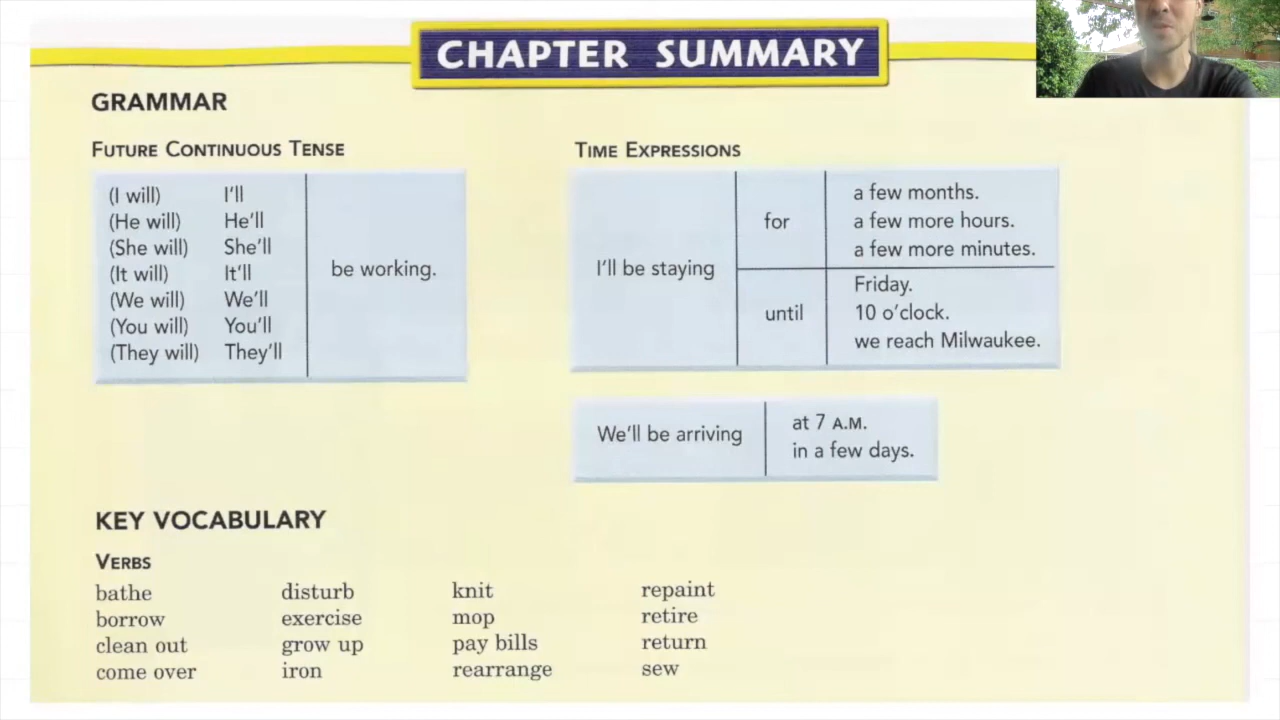 CHAPTER SUMMARY
GRAMMAR
FUTURE CONTINUOUS TENSE
(I will) I'll
(He will) He'll
(She will) She'll
(It will) It'll
(We will) We'll
(You will) You'll
(They will) They'll
be working.
TIME EXPRESSIONS
I'll be staying
for
a few months.
a few more hours.
a few more minutes.
until
Friday.
10 o'clock.
we reach Milwaukee.
We'll be arriving
at 7 A.M.
in a few days.
KEY VOCABULARY
VERBS
bathe disturb knit repaint
borrow exercise mop retire
clean out grow up pay bills return
come over iron rearrange sew